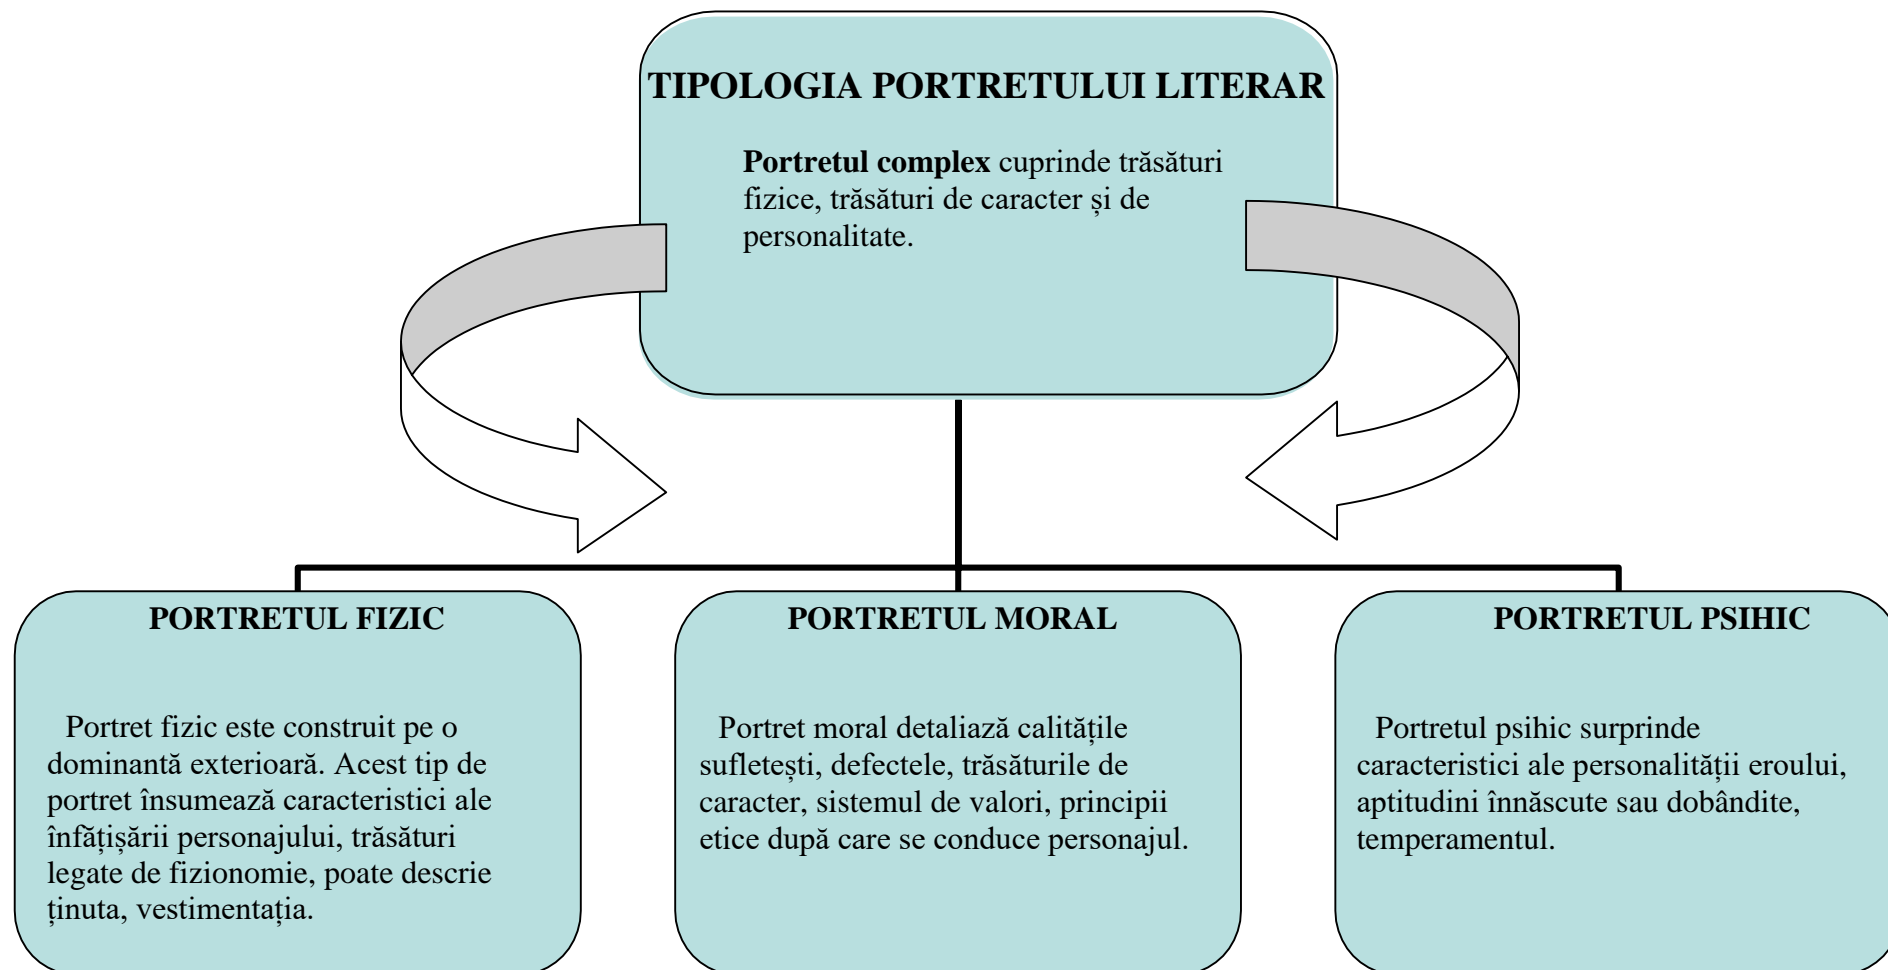 TIPOLOGIA PORTRETULUI LITERAR
Portretul complex cuprinde trăsături
fizice, trăsături de caracter și de
personalitate.
PORTRETUL FIZIC
Portret fizic este construit pe o
dominantă exterioară. Acest tip de
portret însumează caracteristici ale
înfățișării personajului, trăsături
legate de fizionomie, poate descrie
ținuta, vestimentația.
PORTRETUL MORAL
Portret moral detaliază calitățile
sufletești, defectele, trăsăturile de
caracter, sistemul de valori, principii
etice după care se conduce personajul.
PORTRETUL PSIHIC
Portretul psihic surprinde
caracteristici ale personalității eroului,
aptitudini înnăscute sau dobândite,
temperamentul.